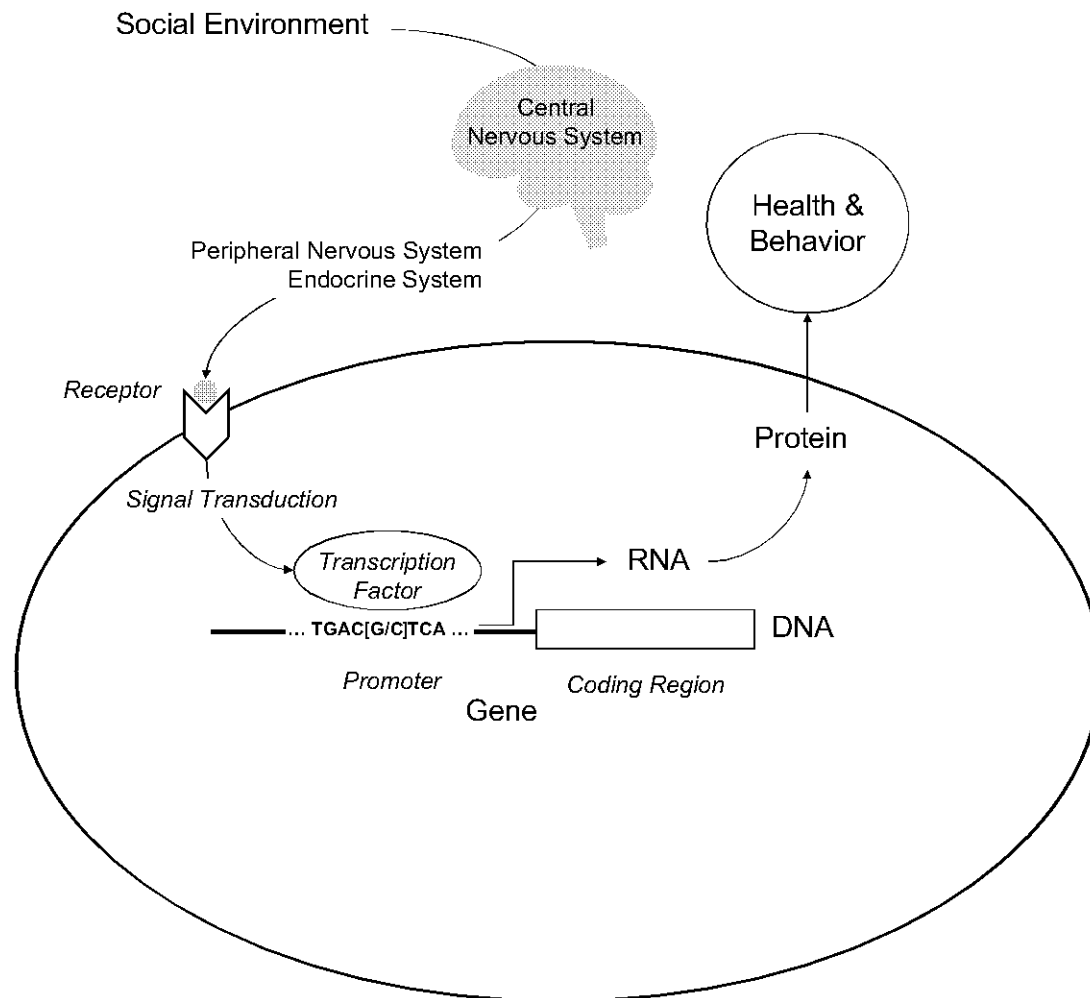 Social Environment
Central
Nervous System
Health &
Behavior
Peripheral Nervous System
Endocrine System
Receptor
Protein
Signal Transduction
Transcription
Factor
RNA
... TGAC[G/C]TCA ...
DNA
Promoter
Coding Region
Gene